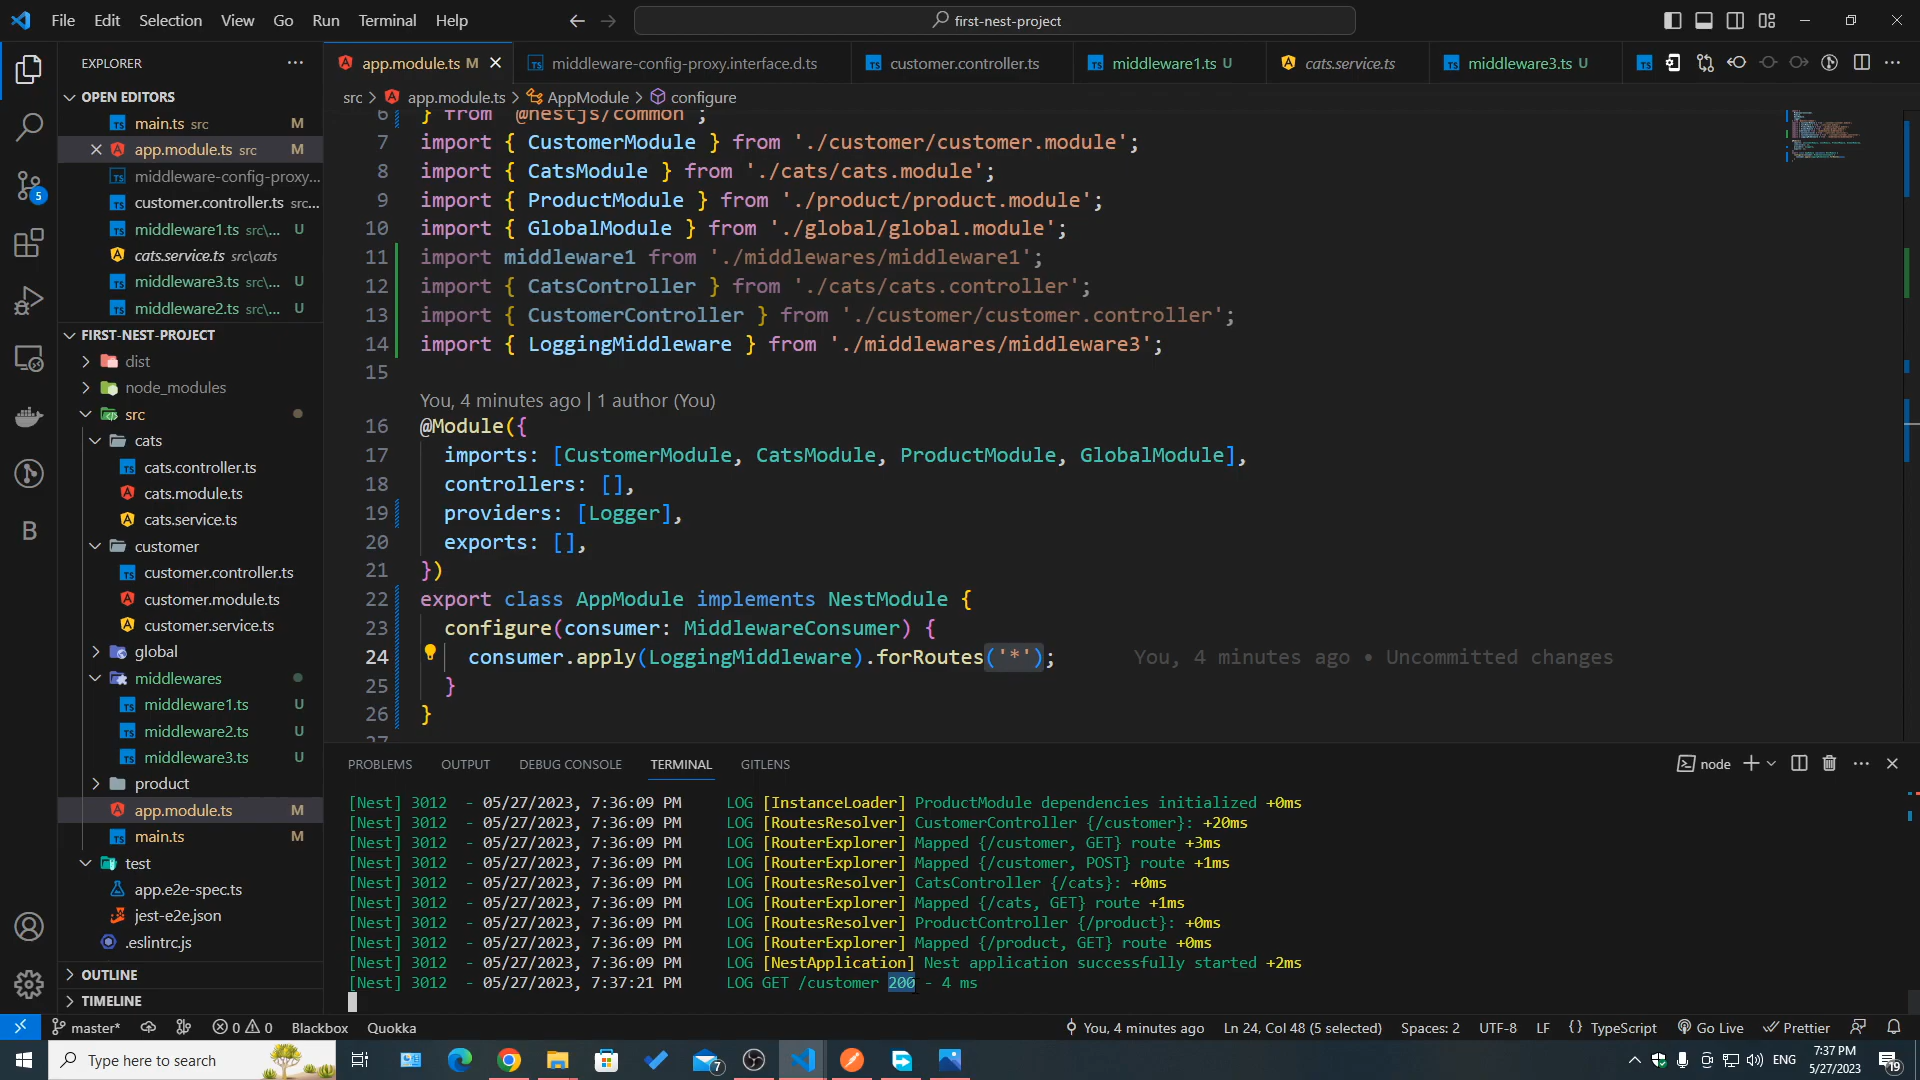 File Edit Selection View Go Run Terminal Help
first-nest-project
EXPLORER
app.module.ts M
middleware-config-proxy.interface.d.ts
customer.controller.ts
middleware1.ts U
cats.service.ts
middleware3.ts U
OPEN EDITORS
main.ts src M
app.module.ts src M
middleware-config-proxy...
customer.controller.ts src...
middleware1.ts src\... U
cats.service.ts src\cats
middleware3.ts src\... U
middleware2.ts src\... U
FIRST-NEST-PROJECT
dist
node_modules
src
cats
cats.controller.ts
cats.module.ts
cats.service.ts
customer
customer.controller.ts
customer.module.ts
customer.service.ts
global
middlewares
middleware1.ts U
middleware2.ts U
middleware3.ts U
product
app.module.ts M
main.ts M
test
app.e2e-spec.ts
jest-e2e.json
.eslintrc.js
OUTLINE
TIMELINE
5
B
src > app.module.ts > AppModule > configure
6 } from '@nestjs/common';
7 import { CustomerModule } from './customer/customer.module';
8 import { CatsModule } from './cats/cats.module';
9 import { ProductModule } from './product/product.module';
10 import { GlobalModule } from './global/global.module';
11 import middleware1 from './middlewares/middleware1';
12 import { CatsController } from './cats/cats.controller';
13 import { CustomerController } from './customer/customer.controller';
14 import { LoggingMiddleware } from './middlewares/middleware3';
15
You, 4 minutes ago | 1 author (You)
16 @Module({
17 imports: [CustomerModule, CatsModule, ProductModule, GlobalModule],
18 controllers: [],
19 providers: [Logger],
20 exports: [],
21 })
22 export class AppModule implements NestModule {
23 configure(consumer: MiddlewareConsumer) {
24 consumer.apply(LoggingMiddleware).forRoutes('*'); You, 4 minutes ago • Uncommitted changes
25 }
26 }
27
PROBLEMS OUTPUT DEBUG CONSOLE TERMINAL GITLENS
node
[Nest] 3012 - 05/27/2023, 7:36:09 PM LOG [InstanceLoader] ProductModule dependencies initialized +0ms
[Nest] 3012 - 05/27/2023, 7:36:09 PM LOG [RoutesResolver] CustomerController {/customer}: +20ms
[Nest] 3012 - 05/27/2023, 7:36:09 PM LOG [RouterExplorer] Mapped {/customer, GET} route +3ms
[Nest] 3012 - 05/27/2023, 7:36:09 PM LOG [RouterExplorer] Mapped {/customer, POST} route +1ms
[Nest] 3012 - 05/27/2023, 7:36:09 PM LOG [RoutesResolver] CatsController {/cats}: +0ms
[Nest] 3012 - 05/27/2023, 7:36:09 PM LOG [RouterExplorer] Mapped {/cats, GET} route +1ms
[Nest] 3012 - 05/27/2023, 7:36:09 PM LOG [RoutesResolver] ProductController {/product}: +0ms
[Nest] 3012 - 05/27/2023, 7:36:09 PM LOG [RouterExplorer] Mapped {/product, GET} route +0ms
[Nest] 3012 - 05/27/2023, 7:36:09 PM LOG [NestApplication] Nest application successfully started +2ms
[Nest] 3012 - 05/27/2023, 7:37:21 PM LOG GET /customer 200 - 4 ms
master* 0 0 Blackbox Quokka You, 4 minutes ago Ln 24, Col 48 (5 selected) Spaces: 2 UTF-8 LF {} TypeScript Go Live Prettier
Type here to search
7
ENG
7:37 PM
5/27/2023
19